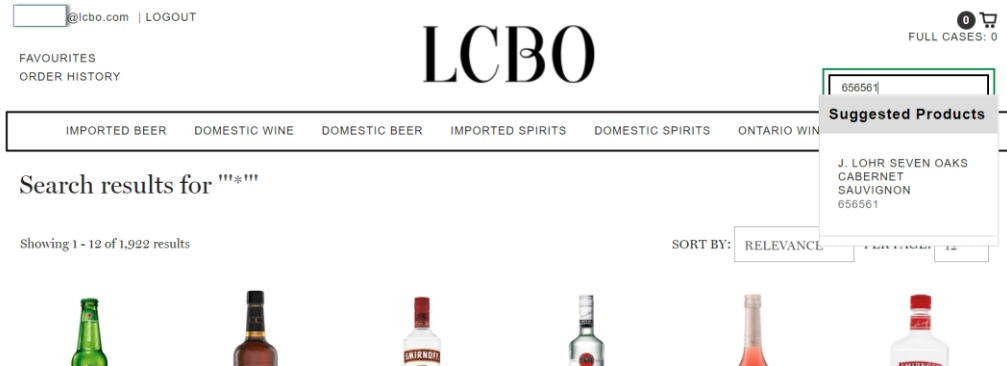 @lcbo.com | LOGOUT
0
FULL CASES: 0
LCBO
FAVOURITES
ORDER HISTORY
656561
Suggested Products
J. LOHR SEVEN OAKS
CABERNET
SAUVIGNON
656561
IMPORTED BEER DOMESTIC WINE DOMESTIC BEER IMPORTED SPIRITS DOMESTIC SPIRITS ONTARIO WIN
Search results for "'*'"
Showing 1 - 12 of 1,922 results
SORT BY: RELEVANCE
12
SMIRNOFF